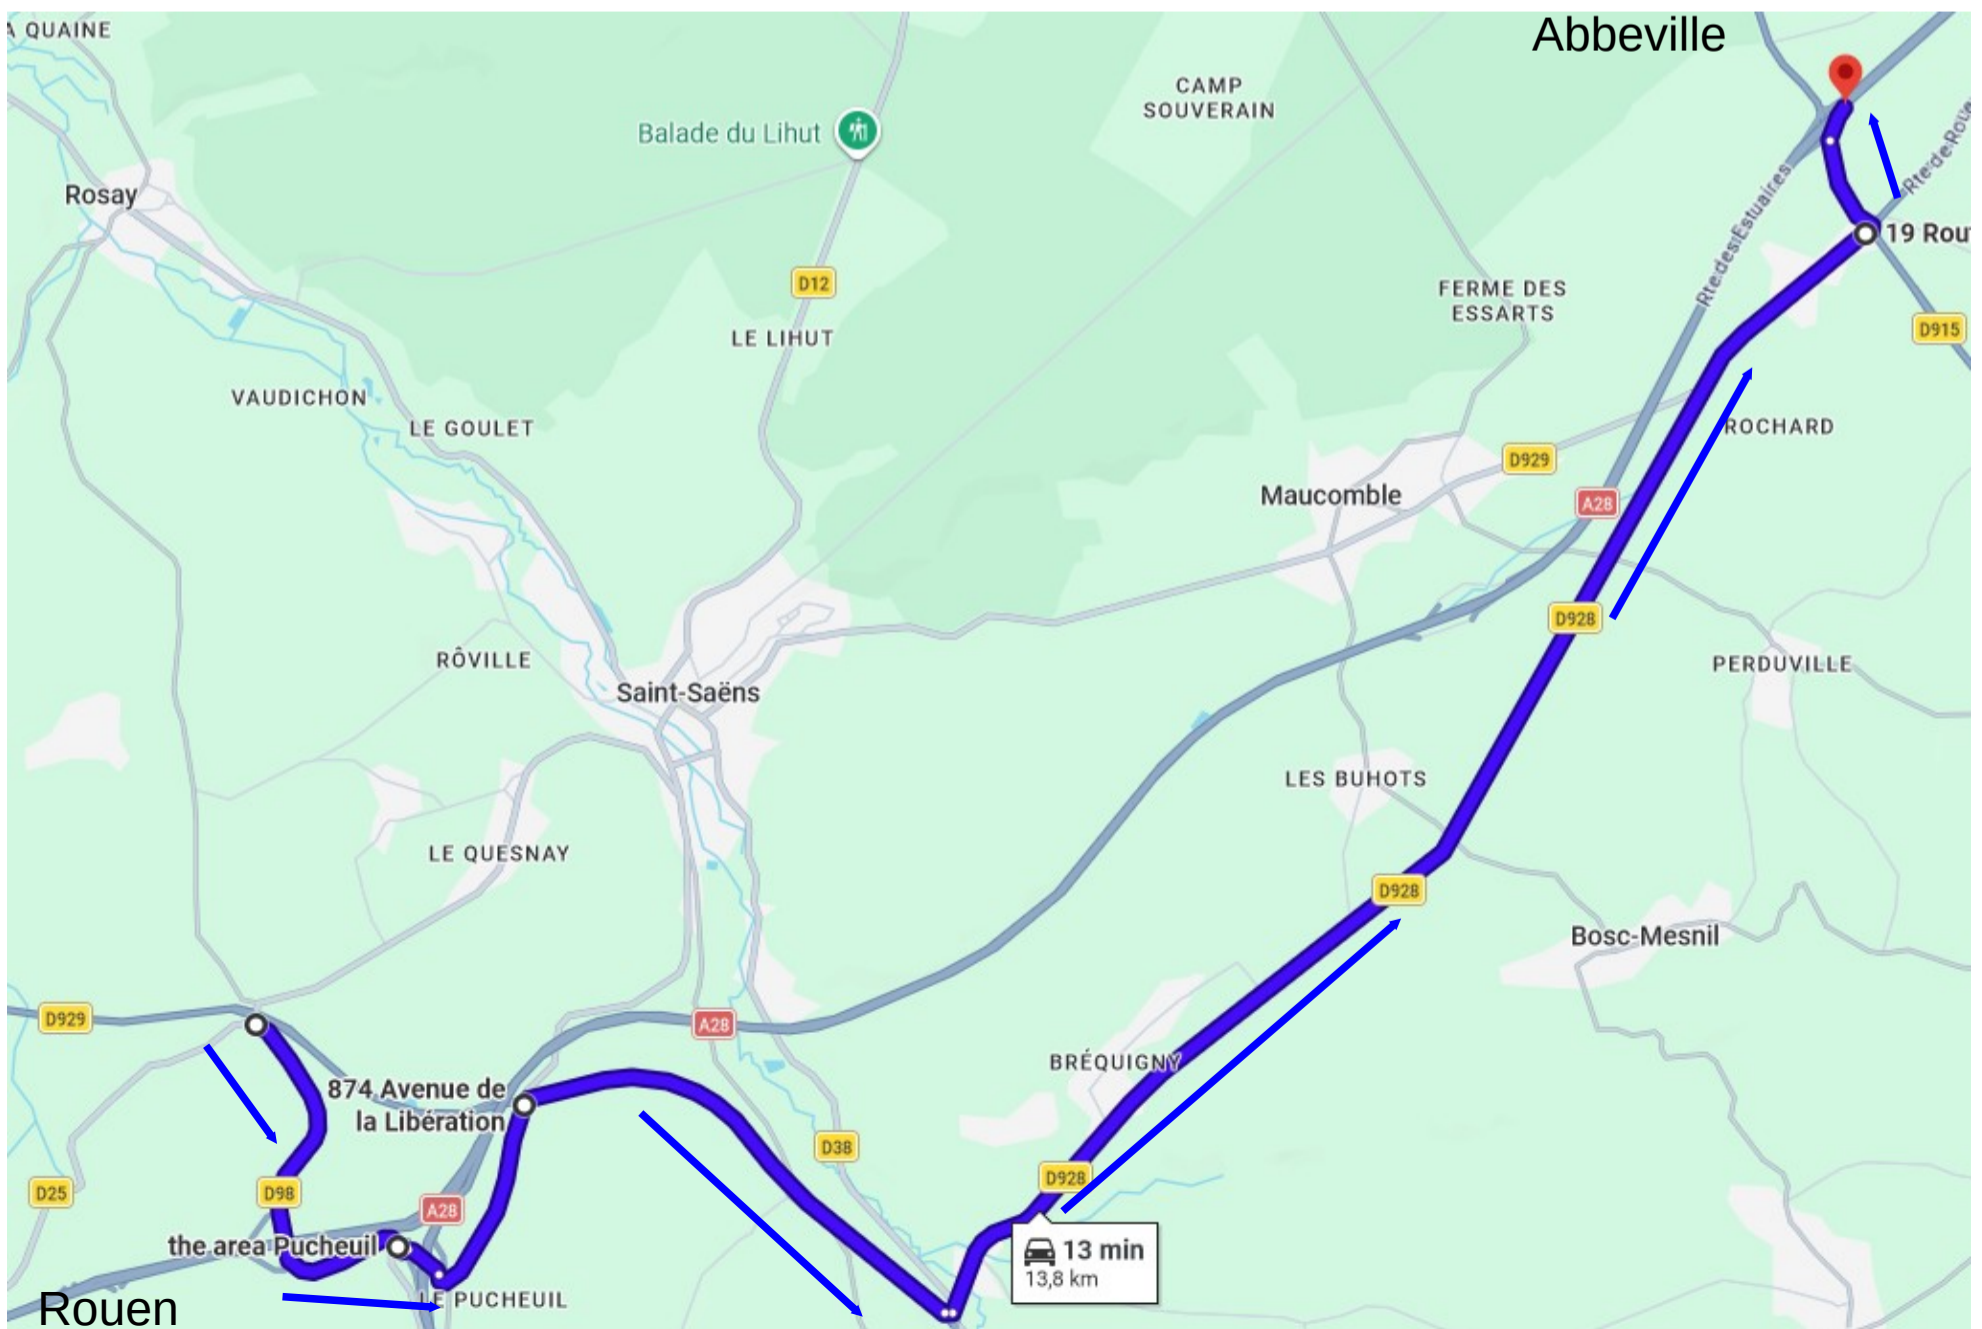 A QUAINE
Abbeville
CAMP
SOUVERAIN
Balade du Lihut
Rosay
Rte des Estuaires
Rte de Roue
19 Rou
D12
FERME DES
ESSARTS
D915
LE LIHUT
VAUDICHON
LE GOULET
ROCHARD
D929
Maucomble
A28
D928
RÔVILLE
PERDUVILLE
Saint-Saëns
LES BUHOTS
LE QUESNAY
D928
Bosc-Mesnil
D929
A28
BRÉQUIGNY
874 Avenue de
la Libération
D38
D928
D25
D98
A28
the area Pucheuil
13 min
13,8 km
LE PUCHEUIL
Rouen